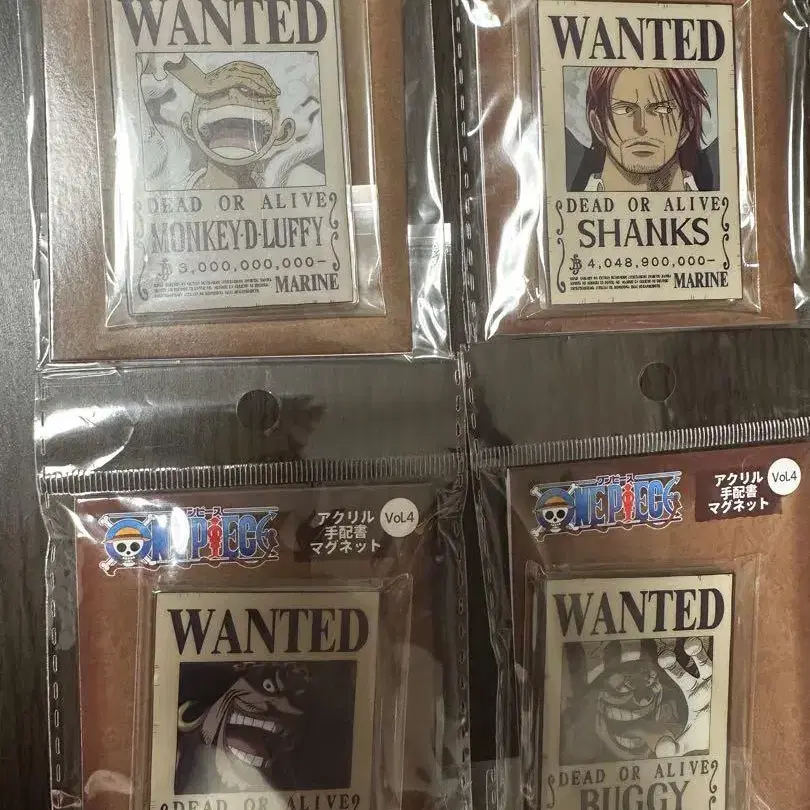 WANTED
DEAD OR ALIVE
MONKEY·D·LUFFY
3,000,000,000-
MARINE
WANTED
DEAD OR ALIVE
SHANKS
4,048,900,000-
MARINE
ワンピース
ONE PIECE
アクリル
手配書
マグネット
Vol.4
WANTED
DEAD OR ALIVE
ワンピース
ONE PIECE
アクリル
手配書
マグネット
Vol.4
WANTED
DEAD OR ALIVE
BUGGY